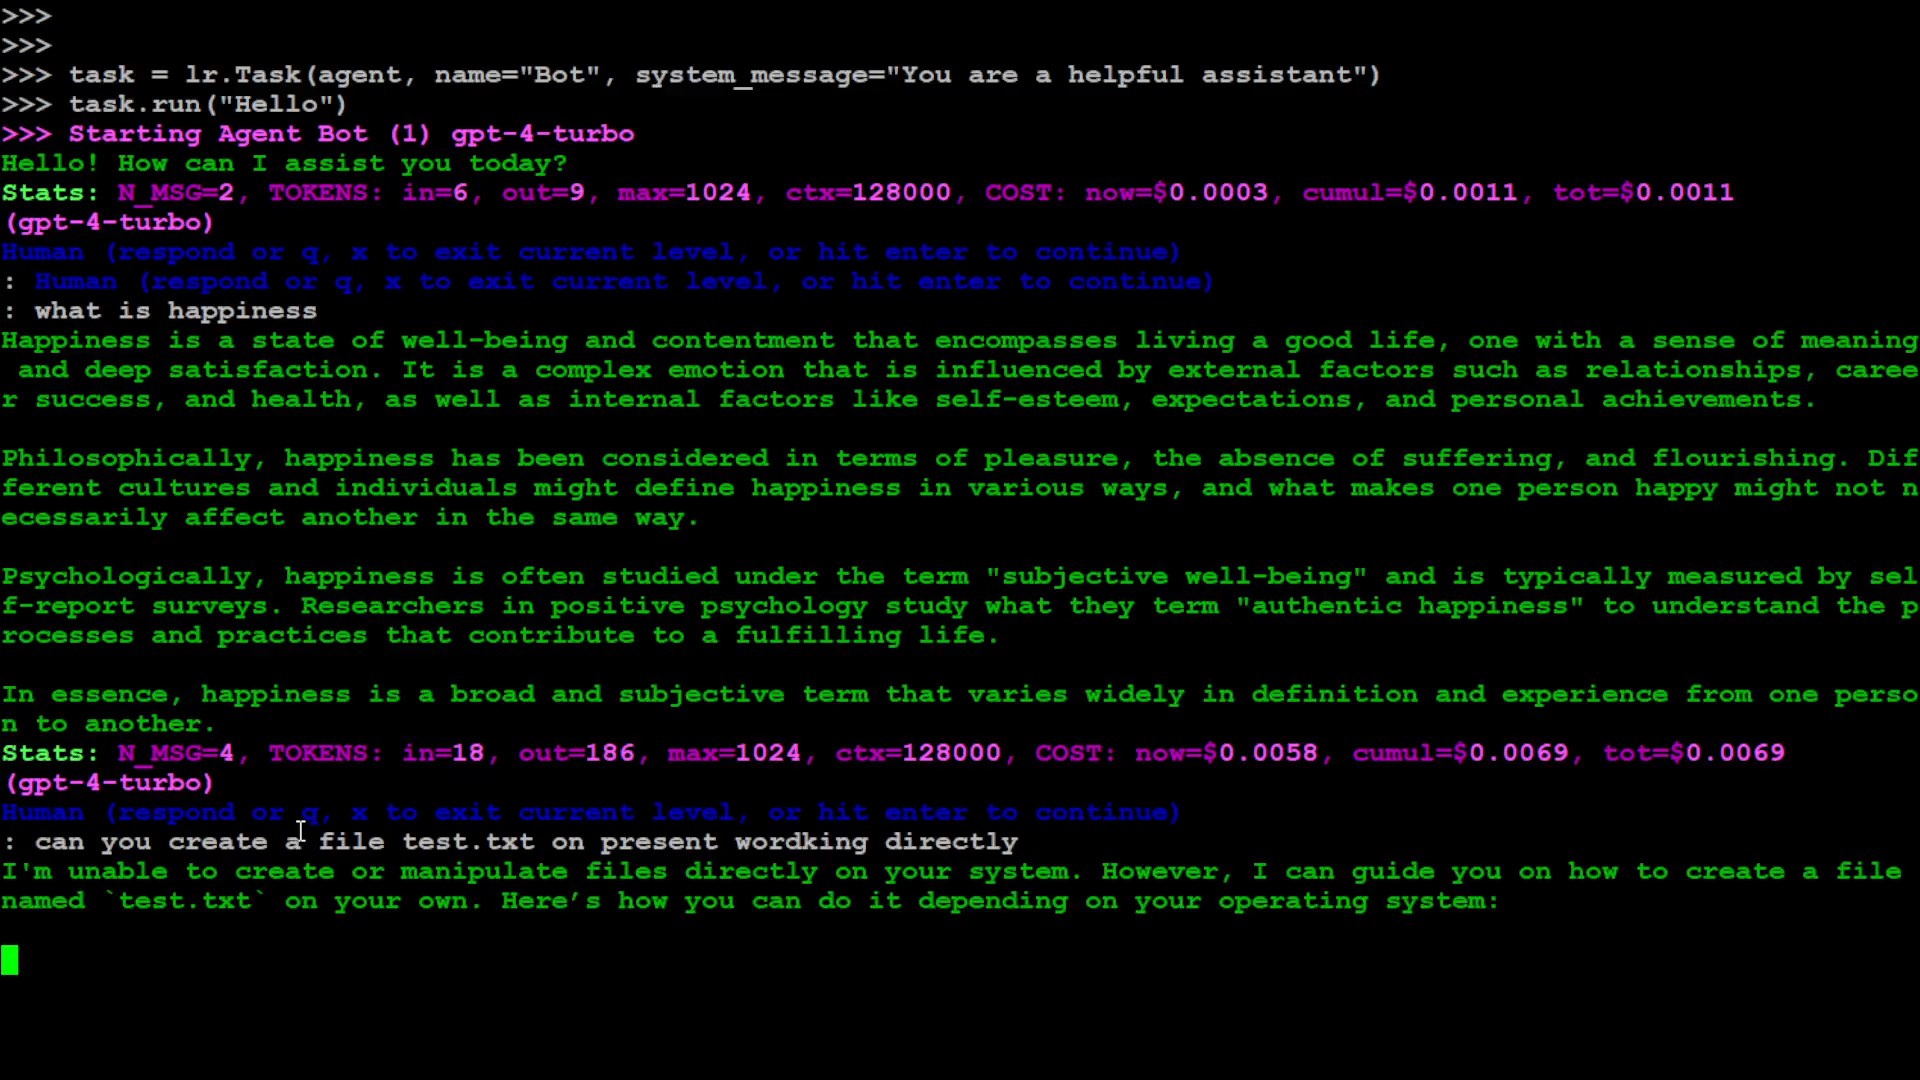 >>>
>>>
>>> task = lr.Task(agent, name="Bot", system_message="You are a helpful assistant")
>>> task.run("Hello")
>>> Starting Agent Bot (1) gpt-4-turbo
Hello! How can I assist you today?
Stats: N_MSG=2, TOKENS: in=6, out=9, max=1024, ctx=128000, COST: now=$0.0003, cumul=$0.0011, tot=$0.0011
(gpt-4-turbo)
Human (respond or q, x to exit current level, or hit enter to continue)
: Human (respond or q, x to exit current level, or hit enter to continue)
: what is happiness
Happiness is a state of well-being and contentment that encompasses living a good life, one with a sense of meaning
 and deep satisfaction. It is a complex emotion that is influenced by external factors such as relationships, caree
r success, and health, as well as internal factors like self-esteem, expectations, and personal achievements.

Philosophically, happiness has been considered in terms of pleasure, the absence of suffering, and flourishing. Dif
ferent cultures and individuals might define happiness in various ways, and what makes one person happy might not n
ecessarily affect another in the same way.

Psychologically, happiness is often studied under the term "subjective well-being" and is typically measured by sel
f-report surveys. Researchers in positive psychology study what they term "authentic happiness" to understand the p
rocesses and practices that contribute to a fulfilling life.

In essence, happiness is a broad and subjective term that varies widely in definition and experience from one perso
n to another.
Stats: N_MSG=4, TOKENS: in=18, out=186, max=1024, ctx=128000, COST: now=$0.0058, cumul=$0.0069, tot=$0.0069
(gpt-4-turbo)
Human (respond or q, x to exit current level, or hit enter to continue)
: can you create a file test.txt on present wordking directly
I'm unable to create or manipulate files directly on your system. However, I can guide you on how to create a file
named `test.txt` on your own. Here’s how you can do it depending on your operating system: